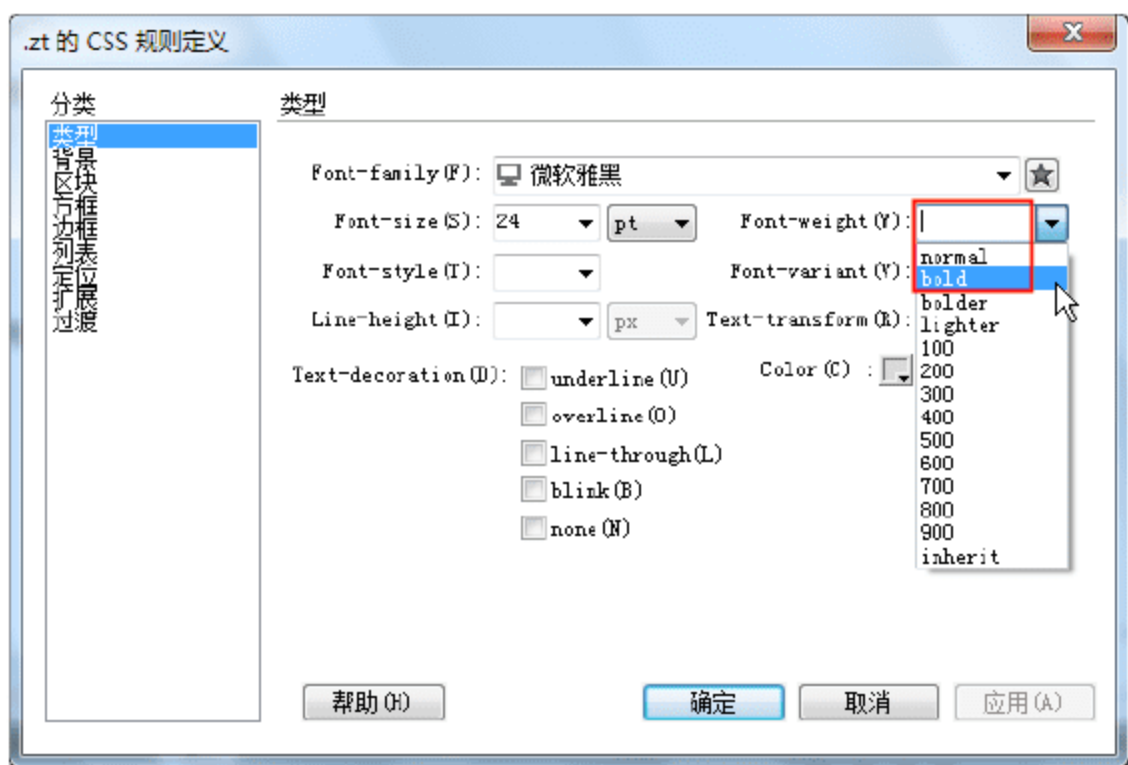 .zt 的 CSS 规则定义
分类
类型
背景
区块
方框
边框
列表
定位
扩展
过渡
类型
Font-family(F): 微软雅黑
Font-size(S): 24 pt Font-weight(Y):
Font-style(T): Font-variant(V):
Line-height(I): px Text-transform(R):
Text-decoration(D): underline(U) Color(C) :
overline(O)
line-through(L)
blink(B)
none(N)
normal
bold
bolder
lighter
100
200
300
400
500
600
700
800
900
inherit
帮助(H) 确定 取消 应用(A)